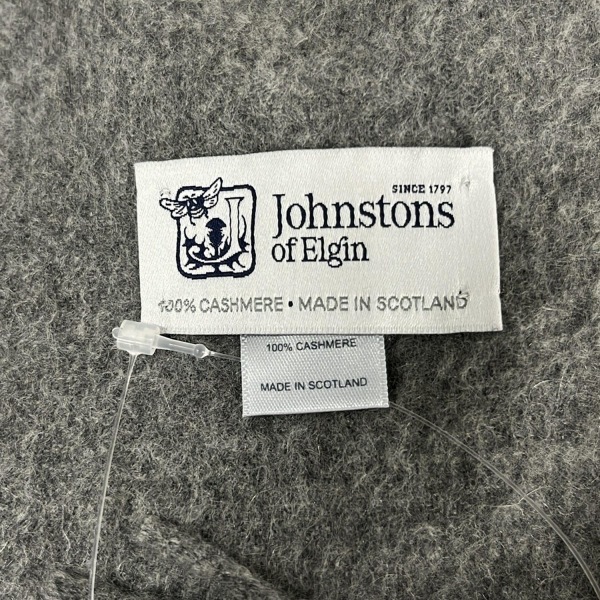 SINCE 1797
Johnstons
of Elgin
100% CASHMERE • MADE IN SCOTLAND
100% CASHMERE
MADE IN SCOTLAND